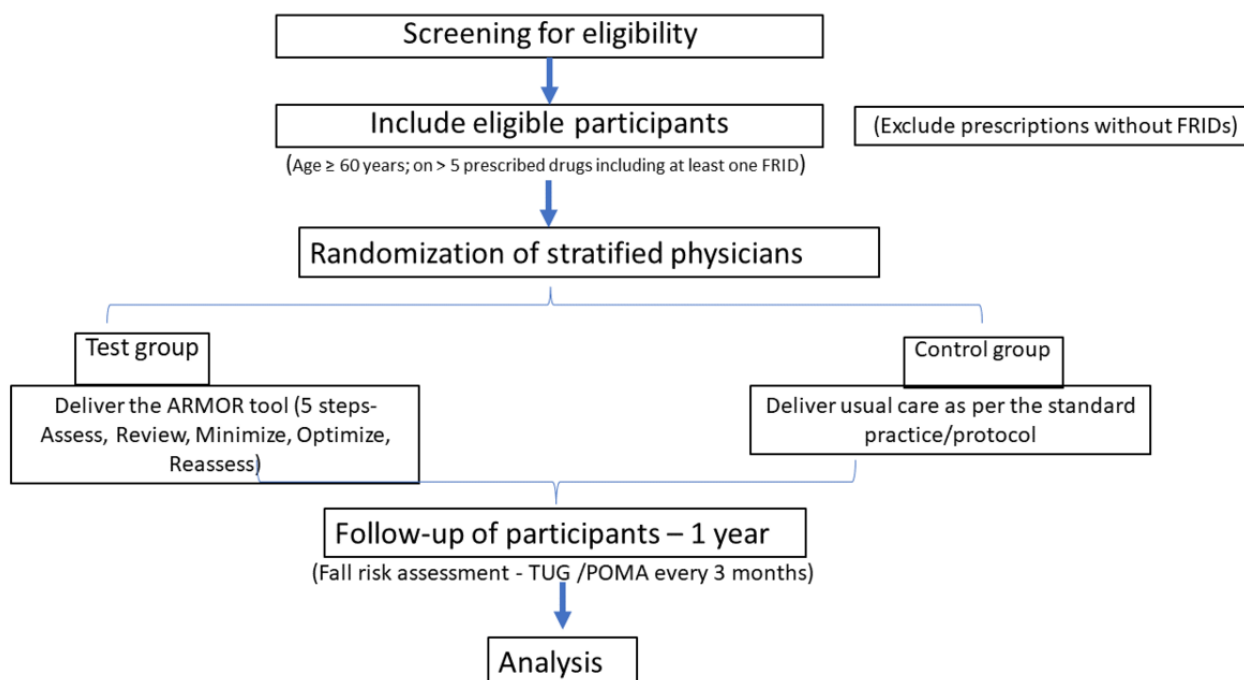 Screening for eligibility
Include eligible participants
(Exclude prescriptions without FRIDs)
(Age ≥ 60 years; on > 5 prescribed drugs including at least one FRID)
Randomization of stratified physicians
Test group
Control group
Deliver the ARMOR tool (5 steps-
Assess, Review, Minimize, Optimize,
Reassess)
Deliver usual care as per the standard
practice/protocol
Follow-up of participants – 1 year
(Fall risk assessment - TUG /POMA every 3 months)
Analysis